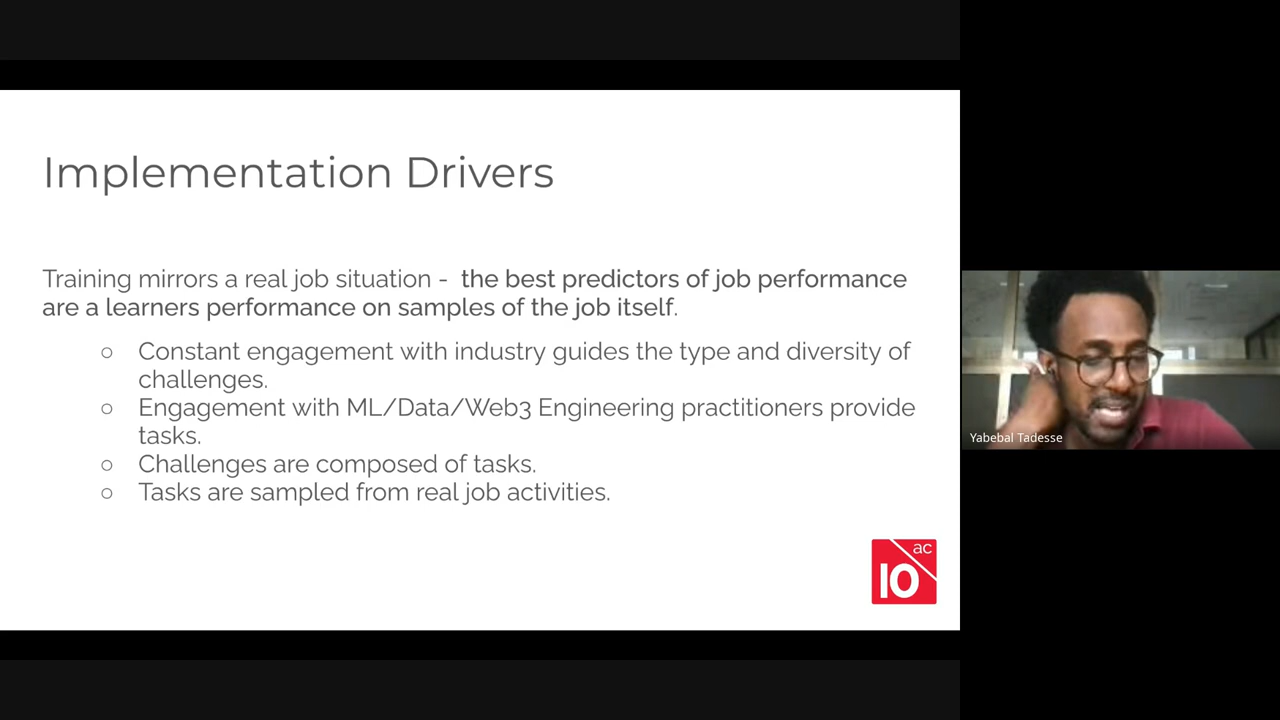 Implementation Drivers
Training mirrors a real job situation - the best predictors of job performance
are a learners performance on samples of the job itself.
○ Constant engagement with industry guides the type and diversity of
challenges.
○ Engagement with ML/Data/Web3 Engineering practitioners provide
tasks.
○ Challenges are composed of tasks.
○ Tasks are sampled from real job activities.
ac
10
Yabebal Tadesse